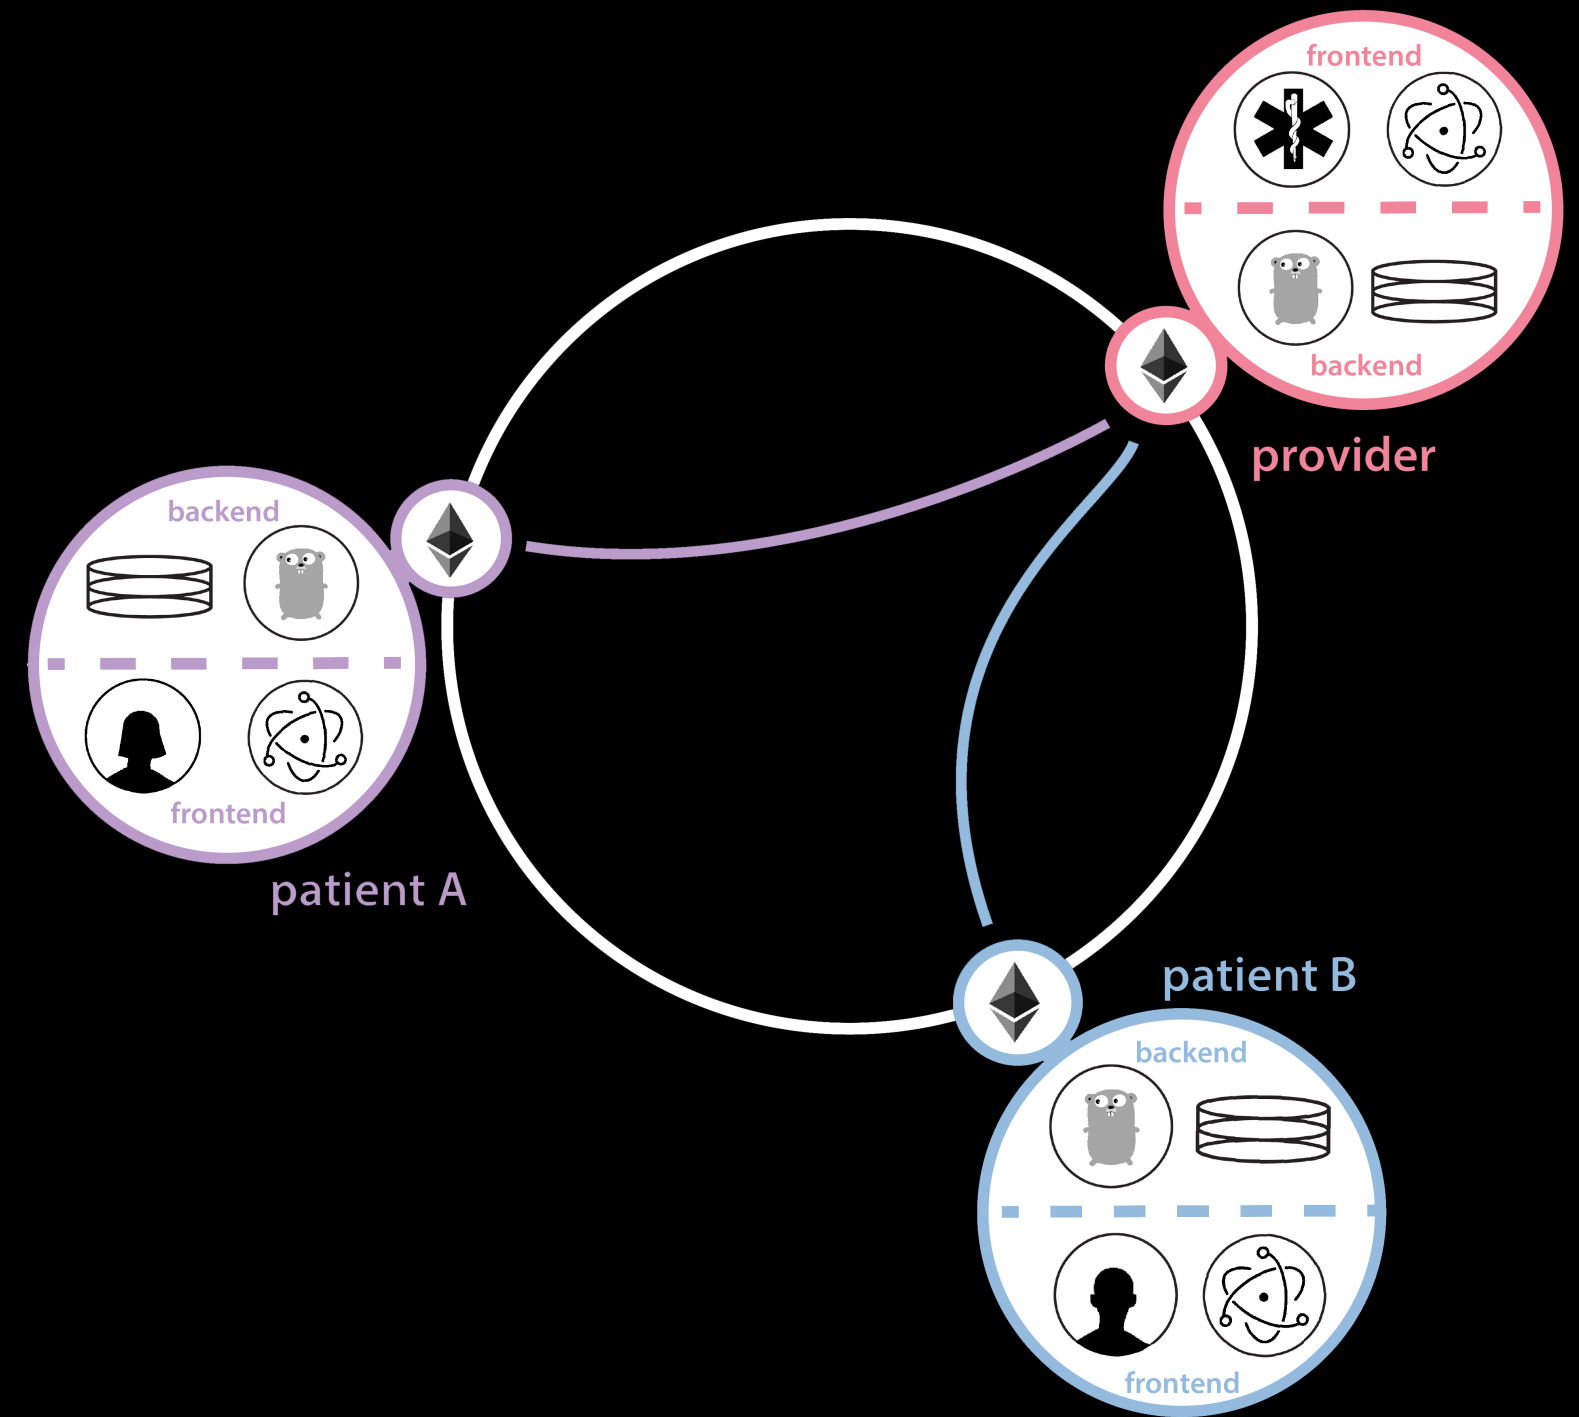 frontend
backend
provider
backend
frontend
patient A
patient B
backend
frontend